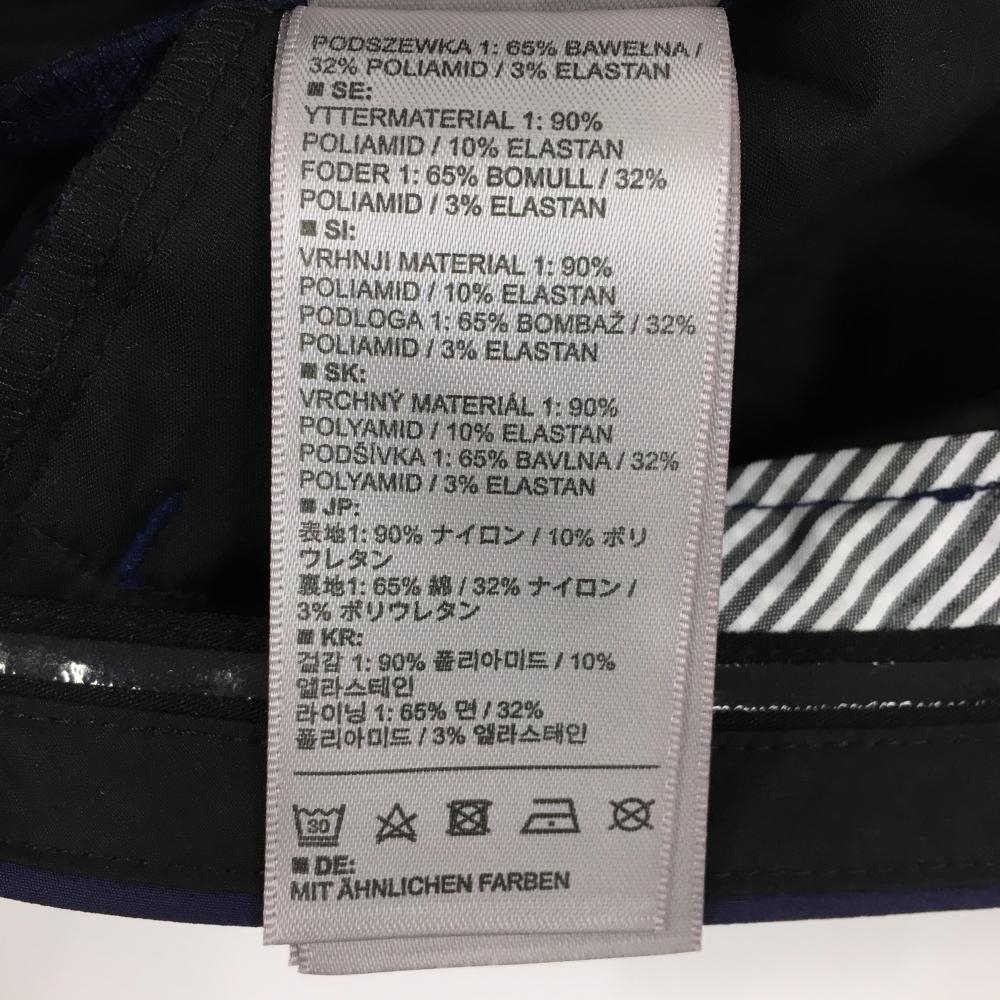 PODSZEWKA 1: 65% BAWEŁNA /
32% POLIAMID / 3% ELASTAN
■ SE:
YTTERMATERIAL 1: 90%
POLIAMID / 10% ELASTAN
FODER 1: 65% BOMULL / 32%
POLIAMID / 3% ELASTAN
■ SI:
VRHNJI MATERIAL 1: 90%
POLIAMID / 10% ELASTAN
PODLOGA 1: 65% BOMBAŽ / 32%
POLIAMID / 3% ELASTAN
■ SK:
VRCHNÝ MATERIÁL 1: 90%
POLYAMID / 10% ELASTAN
PODŠÍVKA 1: 65% BAVLNA / 32%
POLYAMID / 3% ELASTAN
■ JP:
表地1: 90% ナイロン / 10% ポリ
ウレタン
裏地1: 65% 綿 / 32% ナイロン /
3% ポリウレタン
■ KR:
겉감 1: 90% 폴리아미드 / 10%
엘라스테인
라이닝 1: 65% 면 / 32%
폴리아미드 / 3% 엘라스테인
30
■ DE:
MIT ÄHNLICHEN FARBEN